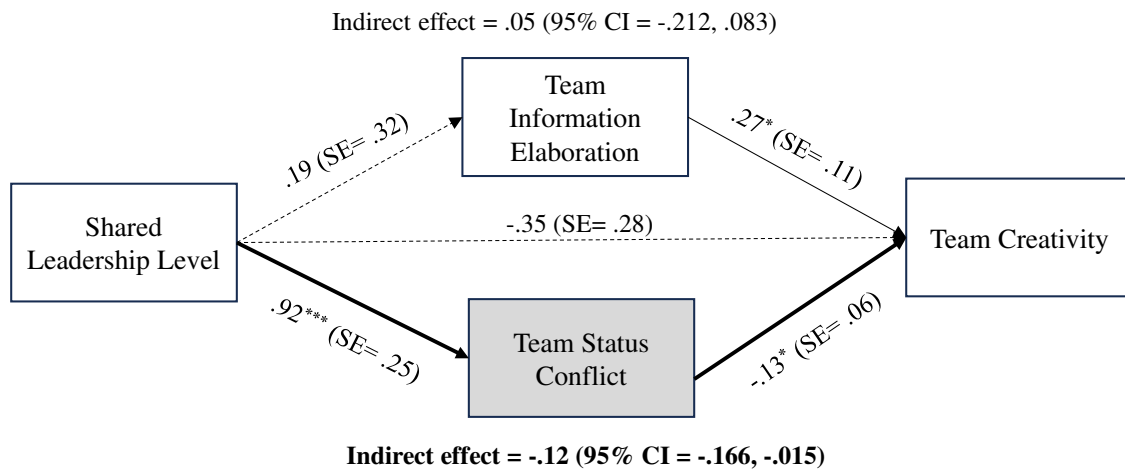 Indirect effect = .05 (95% CI = -.212, .083)
Team
Information
Elaboration
.19 (SE= .32)
.27* (SE= .11)
Shared
Leadership Level
-.35 (SE= .28)
Team Creativity
.92*** (SE= .25)
Team Status
Conflict
-.13* (SE= .06)
Indirect effect = -.12 (95% CI = -.166, -.015)